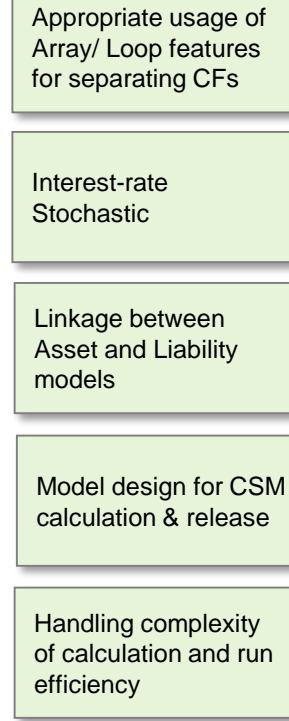 Appropriate usage of
Array/ Loop features
for separating CFs
Interest-rate
Stochastic
Linkage between
Asset and Liability
models
Model design for CSM
calculation & release
Handling complexity
of calculation and run
efficiency